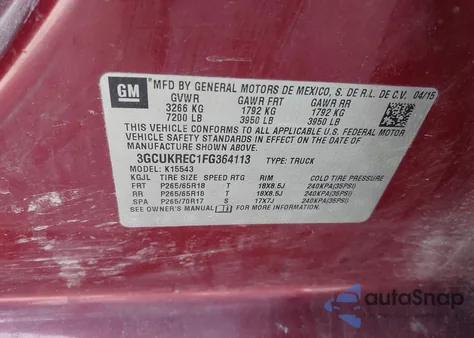 GM
*MFD BY GENERAL MOTORS DE MEXICO, S. DE R.L. DE C.V. 04/15
GVWR GAWR FRT GAWR RR
3266 KG 1792 KG 1792 KG
7200 LB 3950 LB 3950 LB
THIS VEHICLE CONFORMS TO ALL APPLICABLE U.S. FEDERAL MOTOR
VEHICLE SAFETY STANDARDS IN EFFECT ON THE DATE OF
MANUFACTURE SHOWN ABOVE.
3GCUKREC1FG364113 TYPE: TRUCK
MODEL: K15543
KGJL TIRE SIZE SPEED RTG RIM COLD TIRE PRESSURE
FRT P265/65R18 T 18X8.5J 240KPA(35PSI)
RR P265/65R18 T 18X8.5J 240KPA(35PSI)
SPA P265/70R17 S 17X7J 240KPA(35PSI)
SEE OWNER'S MANUAL
autoSnap